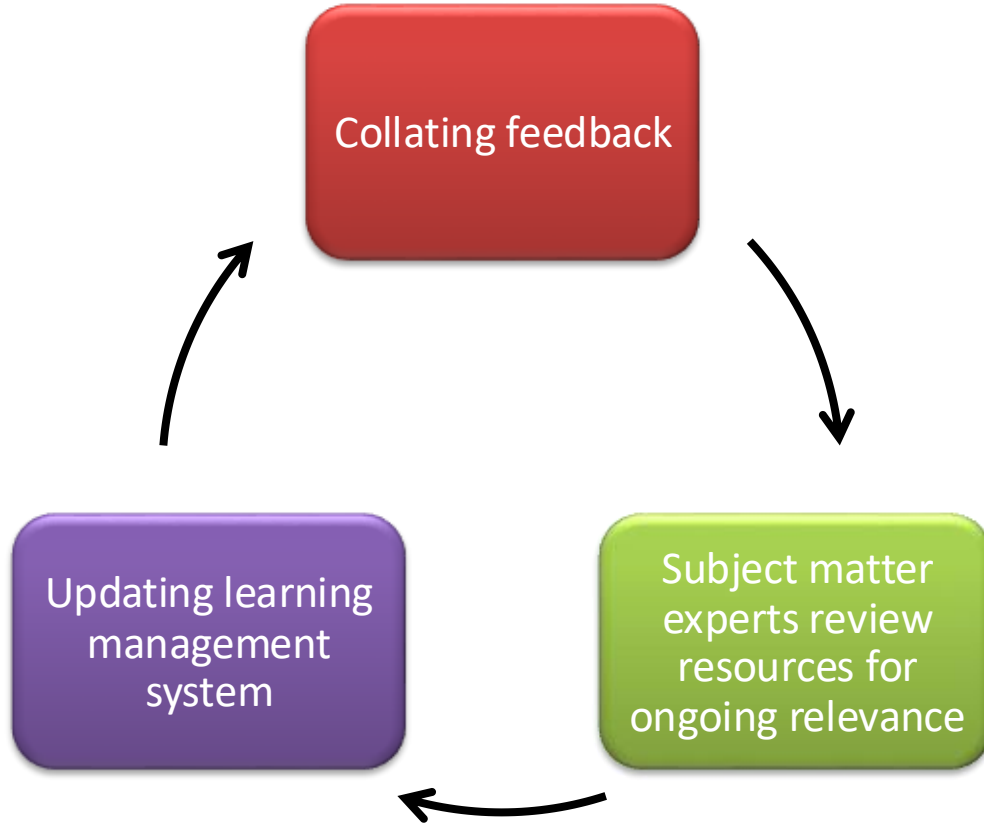 Collating feedback
Subject matter
experts review
resources for
ongoing relevance
Updating learning
management
system